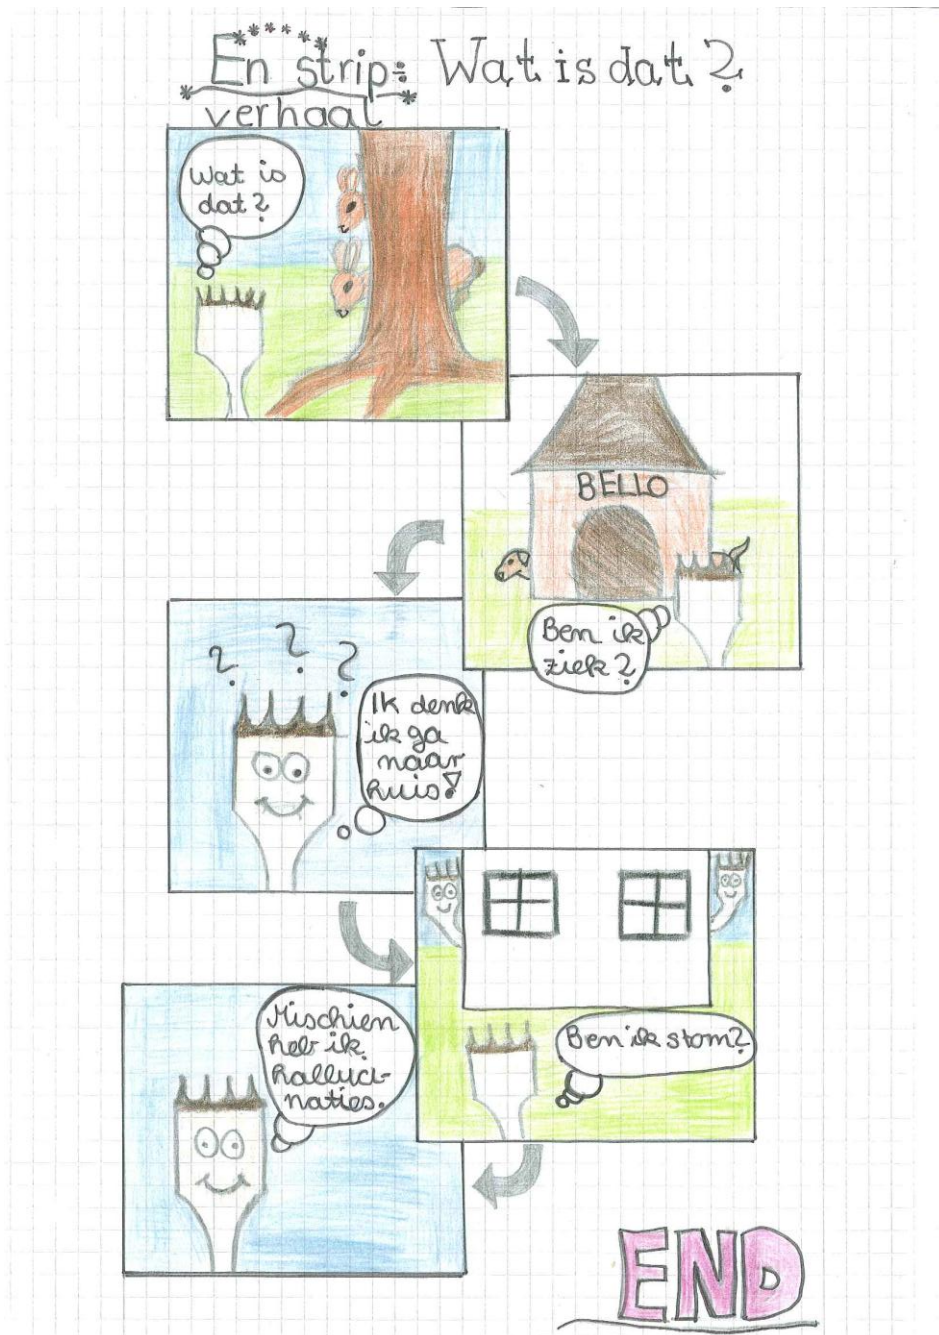 En strip: Wat is dat?
verhaal
Wat is
dat?
BELLO
Ben ik
ziek?
? ? ?
Ik denk
ik ga
naar
huis!
Ben ik stom?
Mischien
heb ik
halluci-
naties.
END